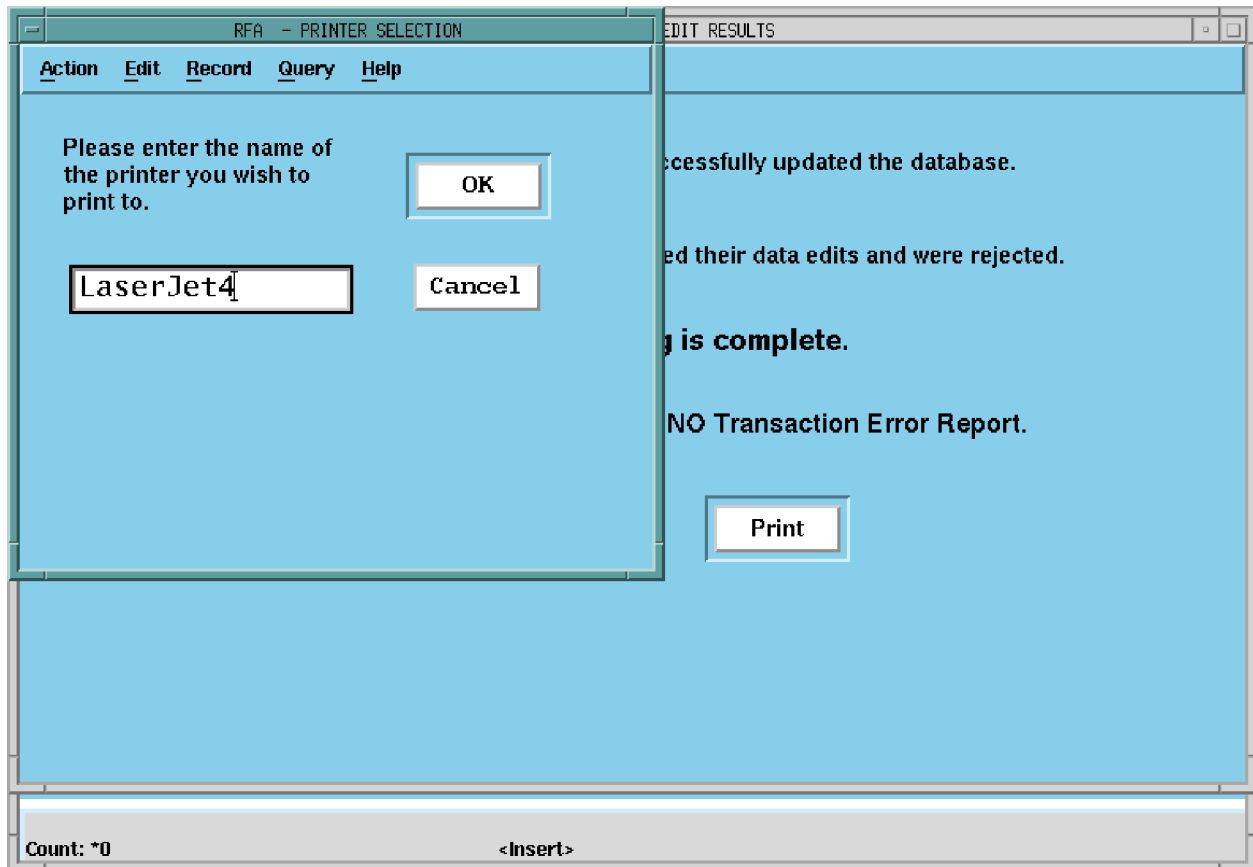 RFA - PRINTER SELECTION
EDIT RESULTS
Action Edit Record Query Help
Please enter the name of
the printer you wish to
print to.
OK
LaserJet4
Cancel
ccessfully updated the database.
ed their data edits and were rejected.
g is complete.
NO Transaction Error Report.
Print
Count: *0 <Insert>